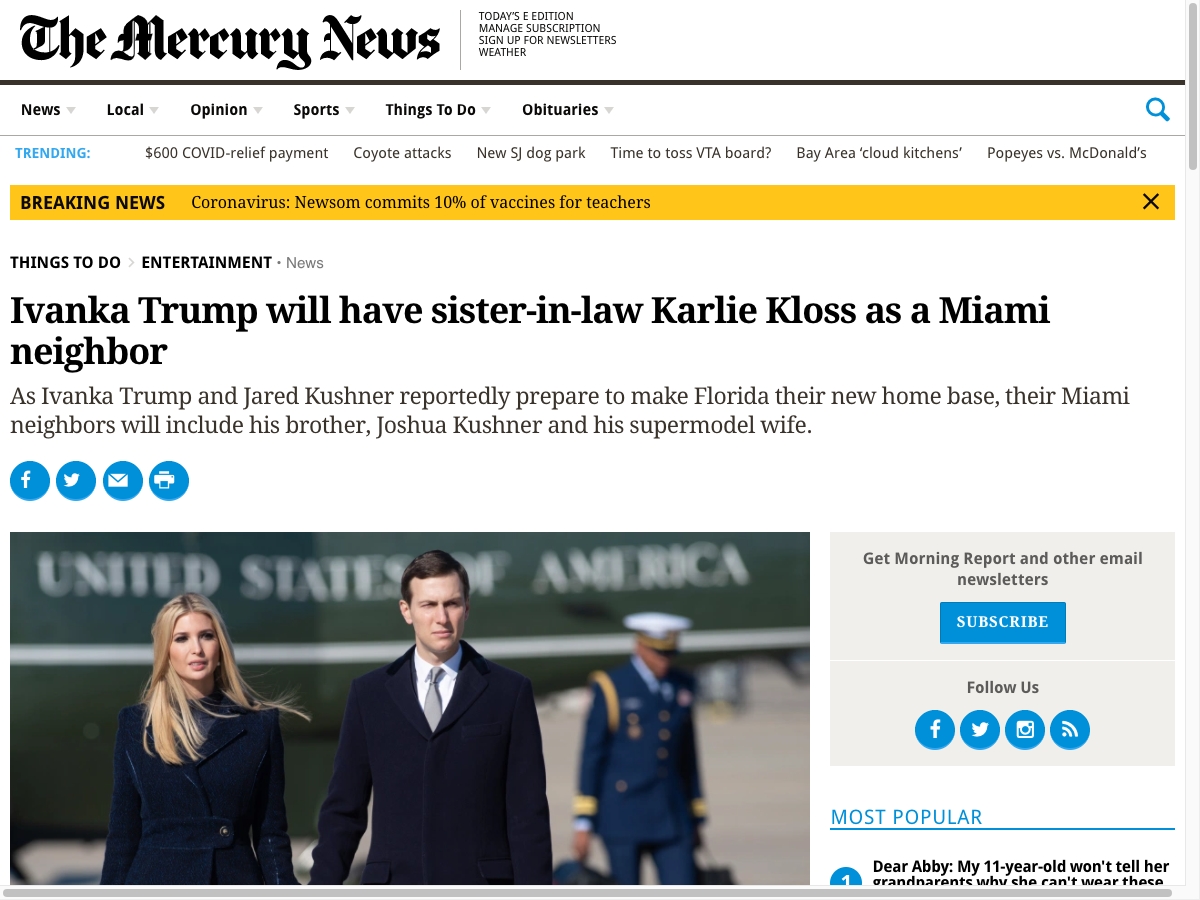 The Mercury News
TODAY'S E EDITION
MANAGE SUBSCRIPTION
SIGN UP FOR NEWSLETTERS
WEATHER
News Local Opinion Sports Things To Do Obituaries
TRENDING: $600 COVID-relief payment Coyote attacks New SJ dog park Time to toss VTA board? Bay Area ‘cloud kitchens’ Popeyes vs. McDonald’s
BREAKING NEWS Coronavirus: Newsom commits 10% of vaccines for teachers
THINGS TO DO > ENTERTAINMENT • News
Ivanka Trump will have sister-in-law Karlie Kloss as a Miami
neighbor
As Ivanka Trump and Jared Kushner reportedly prepare to make Florida their new home base, their Miami
neighbors will include his brother, Joshua Kushner and his supermodel wife.
UNITED STATES OF AMERICA
Get Morning Report and other email
newsletters
SUBSCRIBE
Follow Us
MOST POPULAR
1
Dear Abby: My 11-year-old won't tell her
grandparents why she can't wear these